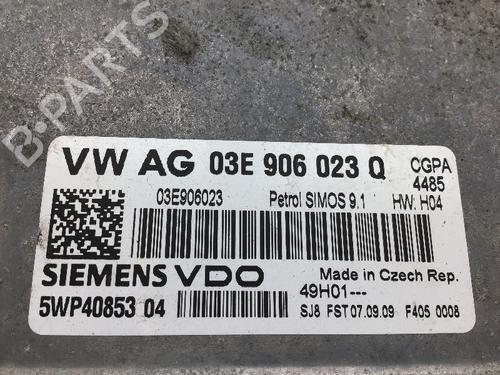 B-PARTS
VW AG 03E 906 023 Q CGPA
4485
03E906023 Petrol SIMOS 9.1 HW: H04
SIEMENS VDO Made in Czech Rep.
49H01---
5WP40853 04 SJ8 FST 07.09.09 F405 0008